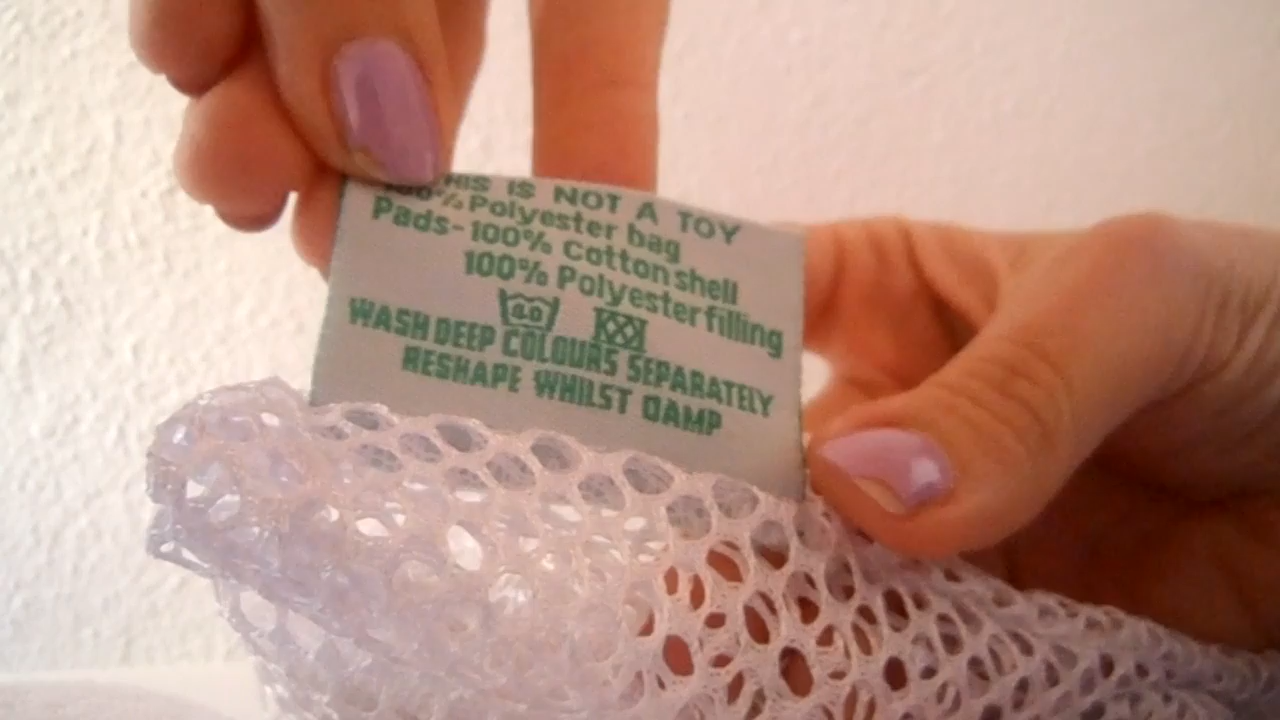 THIS IS NOT A TOY
100% Polyester bag
Pads-100% Cotton shell
100% Polyester filling
40
WASH DEEP COLOURS SEPARATELY
RESHAPE WHILST DAMP